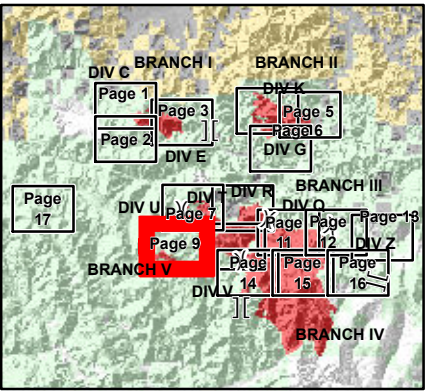 BRANCH I
BRANCH II
DIV C
DIV K
Page 1
Page 3
Page 5
Page 2
Page 6
DIV E
DIV G
BRANCH III
Page
17
DIV R
DIV U
Page 7
Page 13
Page
11
Page
12
Page 9
DIV Z
BRANCH V
Page
14
Page
15
Page
16
DIV V
BRANCH IV